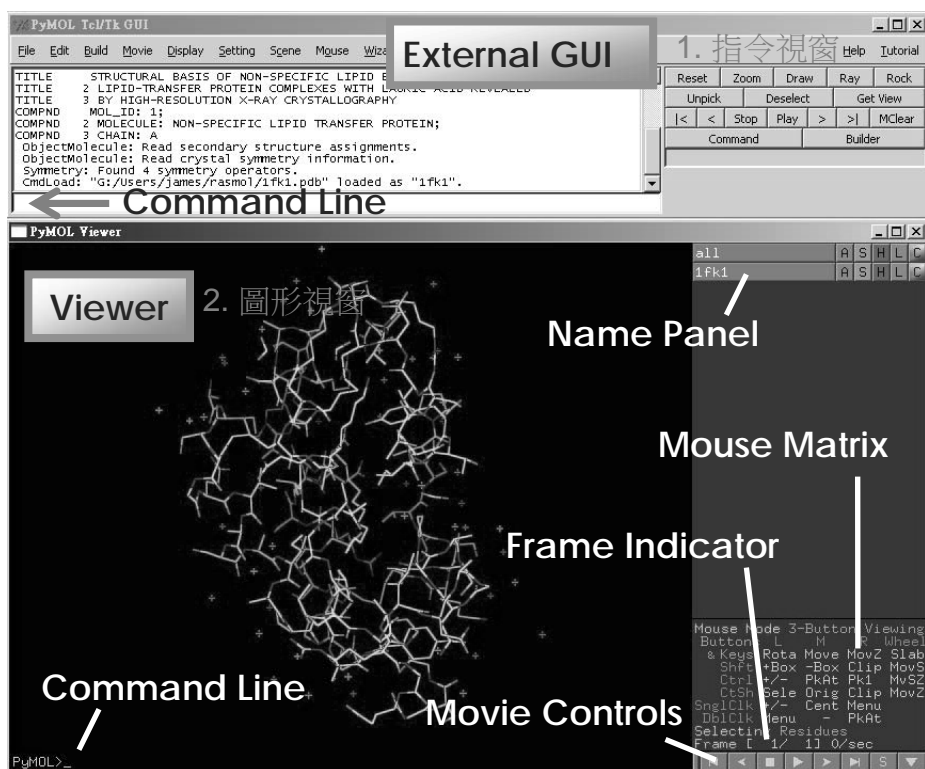 PyMOL Tcl/Tk GUI
File Edit Build Movie Display Setting Scene Mouse Wiza Help Tutorial
External GUI
1. 指令視窗
TITLE STRUCTURAL BASIS OF NON-SPECIFIC LIPID B
TITLE 2 LIPID-TRANSFER PROTEIN COMPLEXES WITH LAURIC ACID REVEALED
TITLE 3 BY HIGH-RESOLUTION X-RAY CRYSTALLOGRAPHY
COMPND MOL_ID: 1;
COMPND 2 MOLECULE: NON-SPECIFIC LIPID TRANSFER PROTEIN;
COMPND 3 CHAIN: A
ObjectMolecule: Read secondary structure assignments.
ObjectMolecule: Read crystal symmetry information.
Symmetry: Found 4 symmetry operators.
CmdLoad: "G:/Users/james/rasmol/1fk1.pdb" loaded as "1fk1".
Reset Zoom Draw Ray Rock
Unpick Deselect Get View
|< < Stop Play > >| MClear
Command Builder
Command Line
PyMOL Viewer
Viewer
2. 圖形視窗
all A S H L C
1fk1 A S H L C
Name Panel
Mouse Matrix
Frame Indicator
Mouse Mode 3-Button Viewing
Buttons L M R Wheel
& Keys Rota Move MovZ Slab
Shft +Box -Box Clip MovS
Ctrl +/- PkAt Pk1 MvSZ
CtSh Sele Orig Clip MovZ
SnglClk +/- Cent Menu
DblClk Menu - PkAt
Selecting Residues
Frame [ 1/ 1] 0/sec
Command Line
Movie Controls
PyMOL>_
S